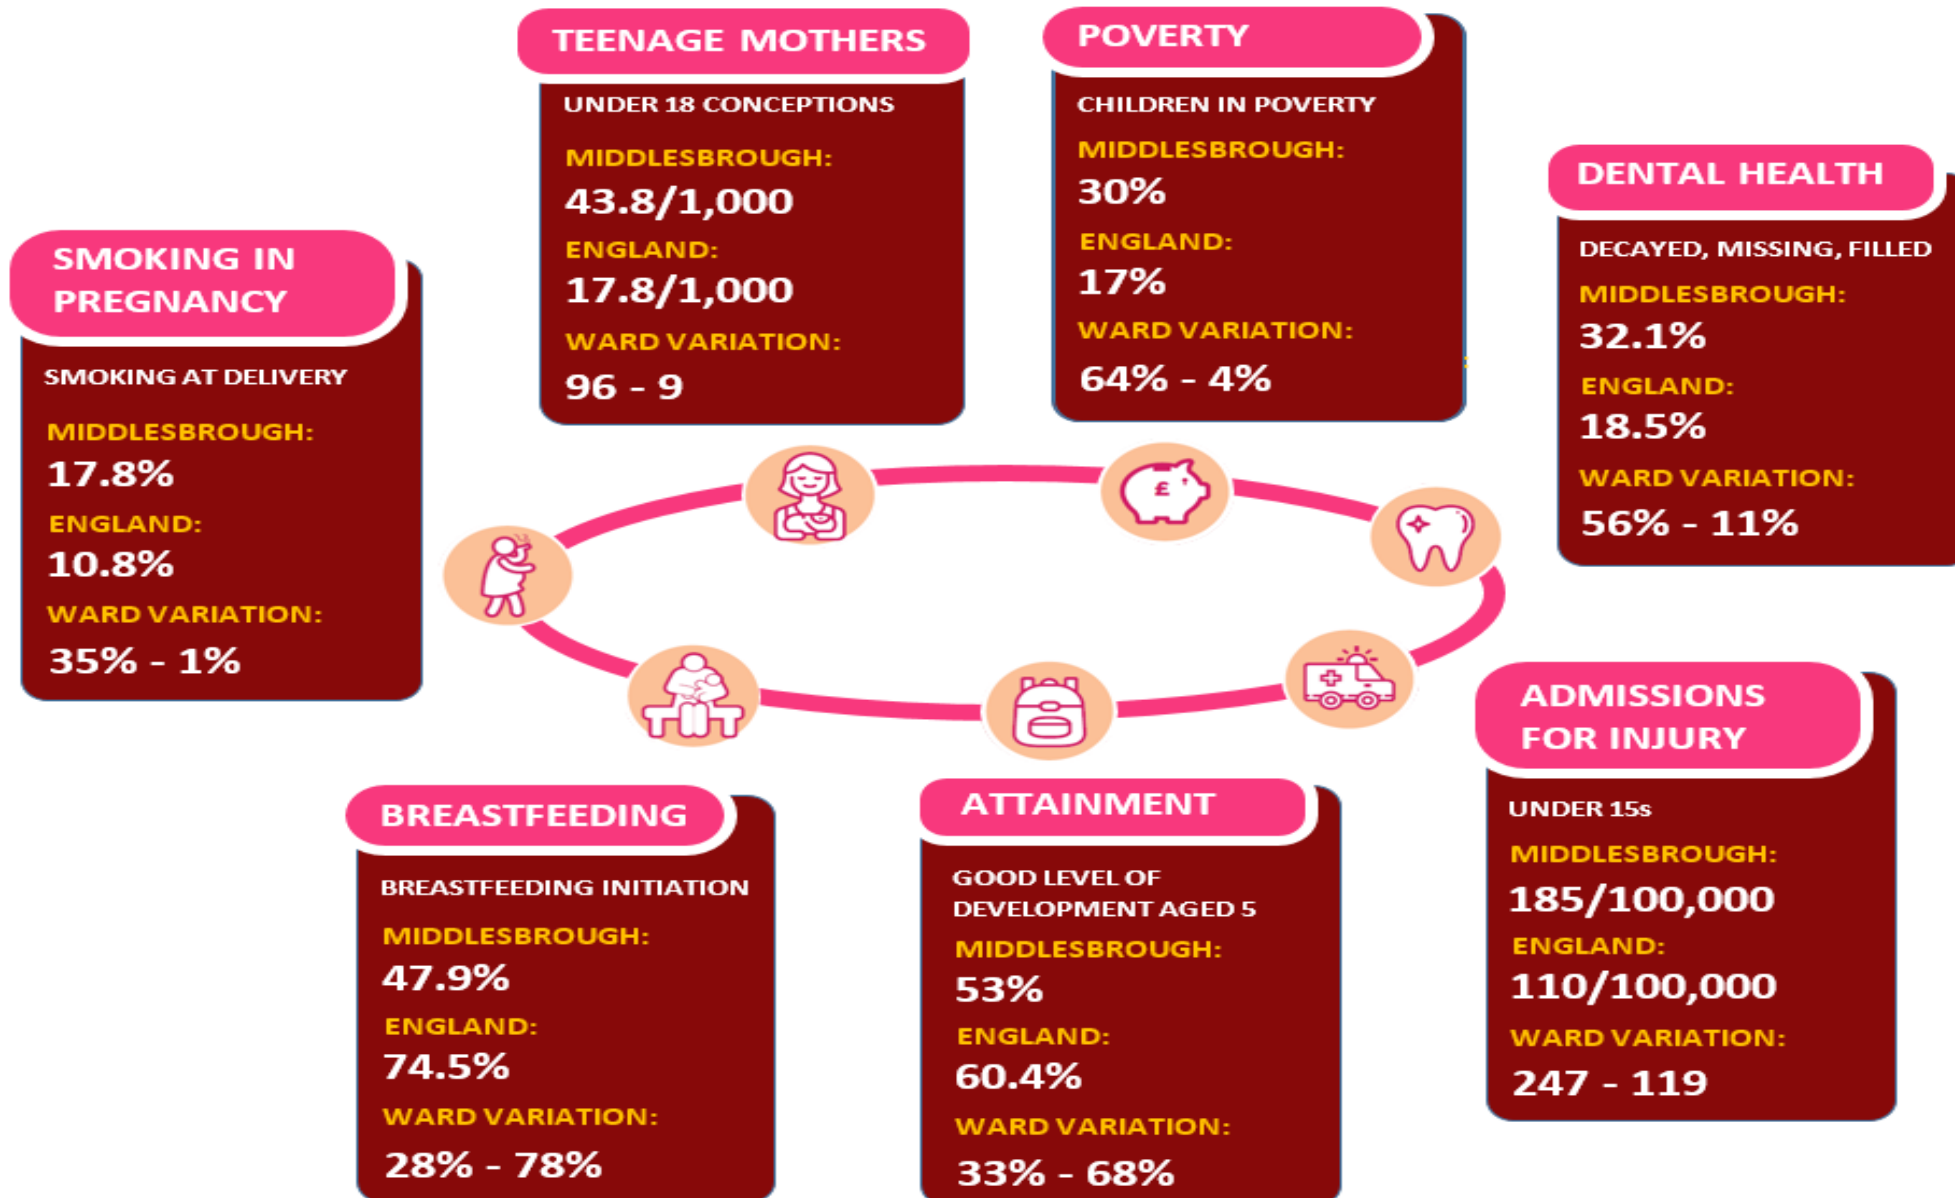 TEENAGE MOTHERS
UNDER 18 CONCEPTIONS
MIDDLESBROUGH:
43.8/1,000
ENGLAND:
17.8/1,000
WARD VARIATION:
96 - 9
POVERTY
CHILDREN IN POVERTY
MIDDLESBROUGH:
30%
ENGLAND:
17%
WARD VARIATION:
64% - 4%
DENTAL HEALTH
DECAYED, MISSING, FILLED
MIDDLESBROUGH:
32.1%
ENGLAND:
18.5%
WARD VARIATION:
56% - 11%
SMOKING IN
PREGNANCY
SMOKING AT DELIVERY
MIDDLESBROUGH:
17.8%
ENGLAND:
10.8%
WARD VARIATION:
35% - 1%
£
BREASTFEEDING
BREASTFEEDING INITIATION
MIDDLESBROUGH:
47.9%
ENGLAND:
74.5%
WARD VARIATION:
28% - 78%
ATTAINMENT
GOOD LEVEL OF
DEVELOPMENT AGED 5
MIDDLESBROUGH:
53%
ENGLAND:
60.4%
WARD VARIATION:
33% - 68%
ADMISSIONS
FOR INJURY
UNDER 15s
MIDDLESBROUGH:
185/100,000
ENGLAND:
110/100,000
WARD VARIATION:
247 - 119